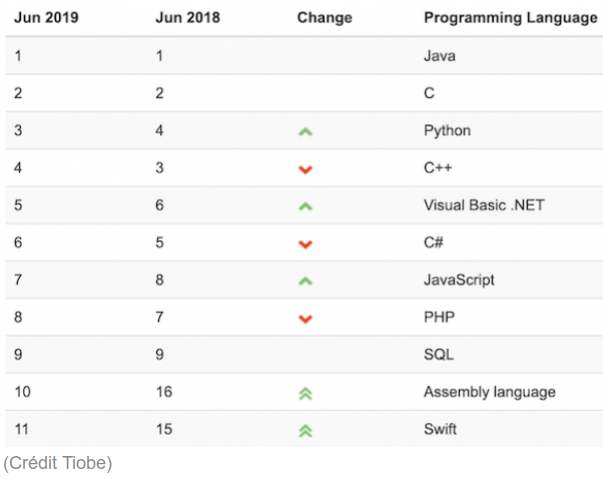 Jun 2019 Jun 2018 Change Programming Language
1 1 Java
2 2 C
3 4 Python
4 3 C++
5 6 Visual Basic .NET
6 5 C#
7 8 JavaScript
8 7 PHP
9 9 SQL
10 16 Assembly language
11 15 Swift
(Crédit Tiobe)